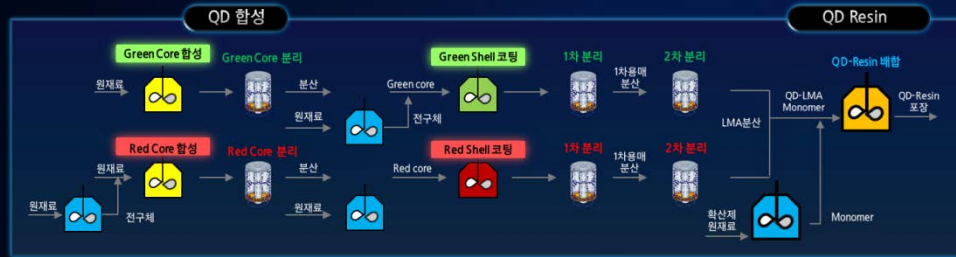 QD 합성
QD Resin
Green Core 합성
Green Core 분리
Green Shell 코팅
1차 분리
2차 분리
QD-Resin 배합
원재료
분산
Green core
1차용매
분산
QD-LMA
Monomer
QD-Resin
포장
원재료
전구체
LMA분산
Red Core 합성
Red Core 분리
Red Shell 코팅
1차 분리
2차 분리
원재료
분산
Red core
1차용매
분산
원재료
전구체
원재료
확산제
원재료
Monomer